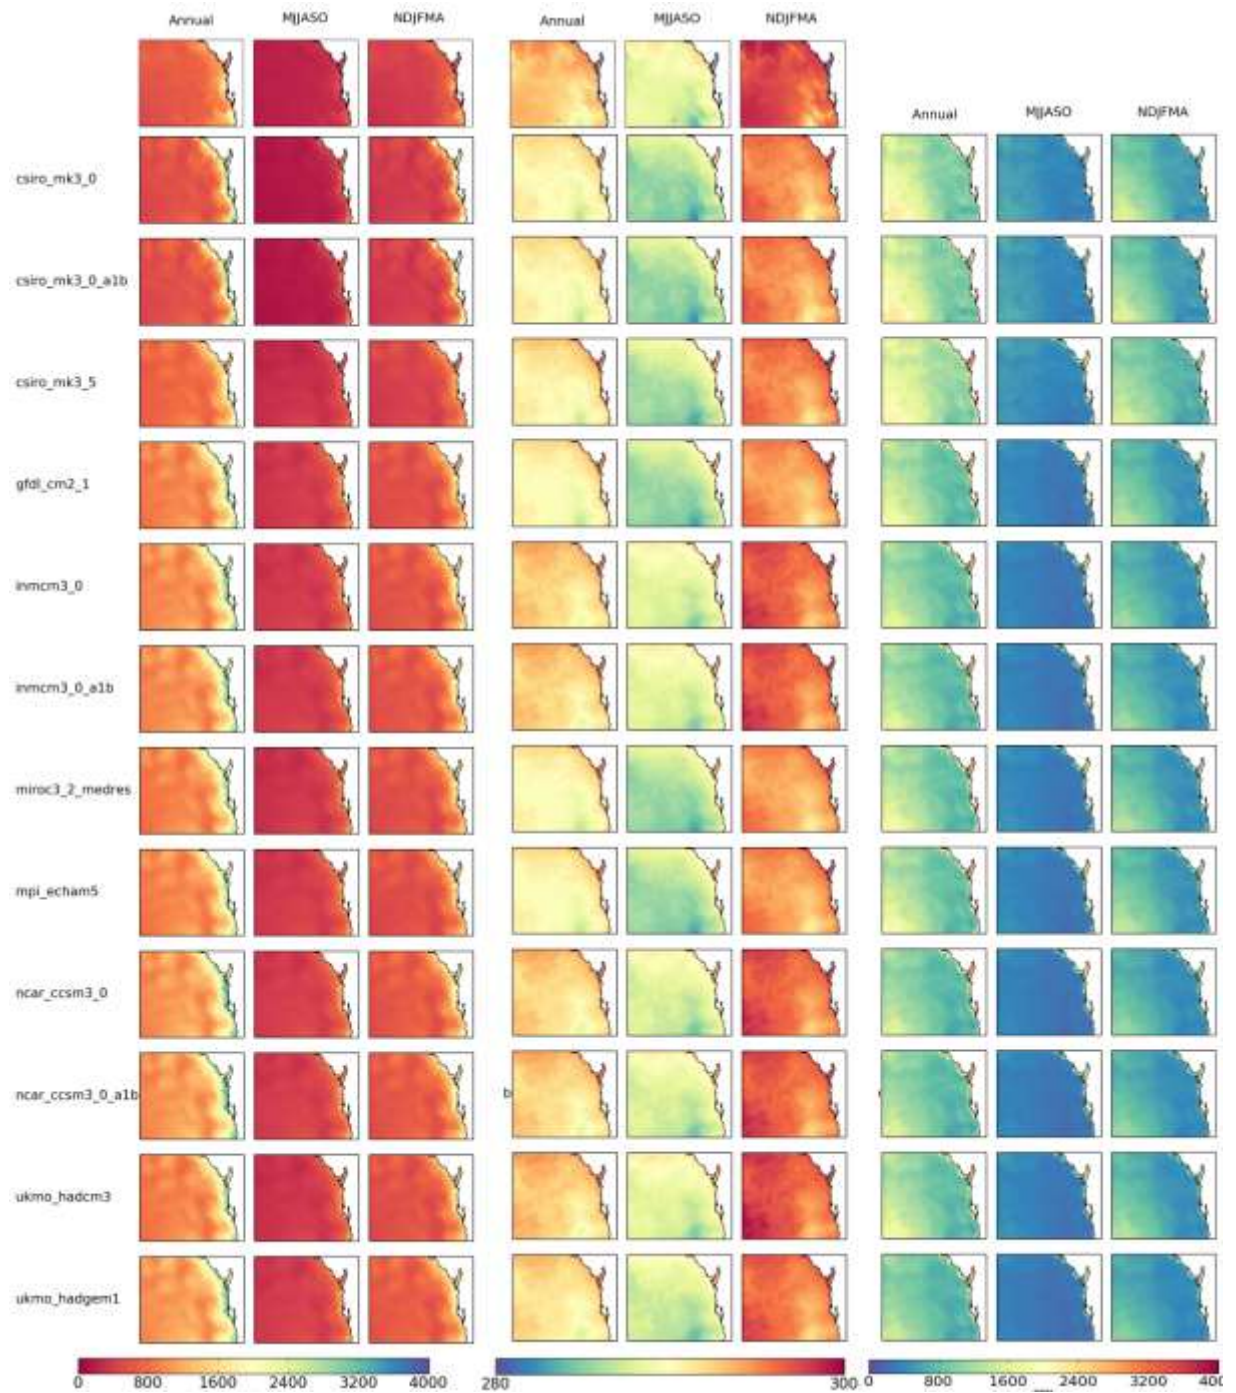 Annual MJJASO NDJFMA Annual MJJASO NDJFMA
Annual MJJASO NDJFMA
csiro_mk3_0
csiro_mk3_0_a1b
csiro_mk3_5
gfdl_cm2_1
inmcm3_0
inmcm3_0_a1b
miroc3_2_medres
mpi_echam5
ncar_ccsm3_0
ncar_ccsm3_0_a1b b
ukmo_hadcm3
ukmo_hadgem1
0 800 1600 2400 3200 4000 280 300 0 800 1600 2400 3200 400